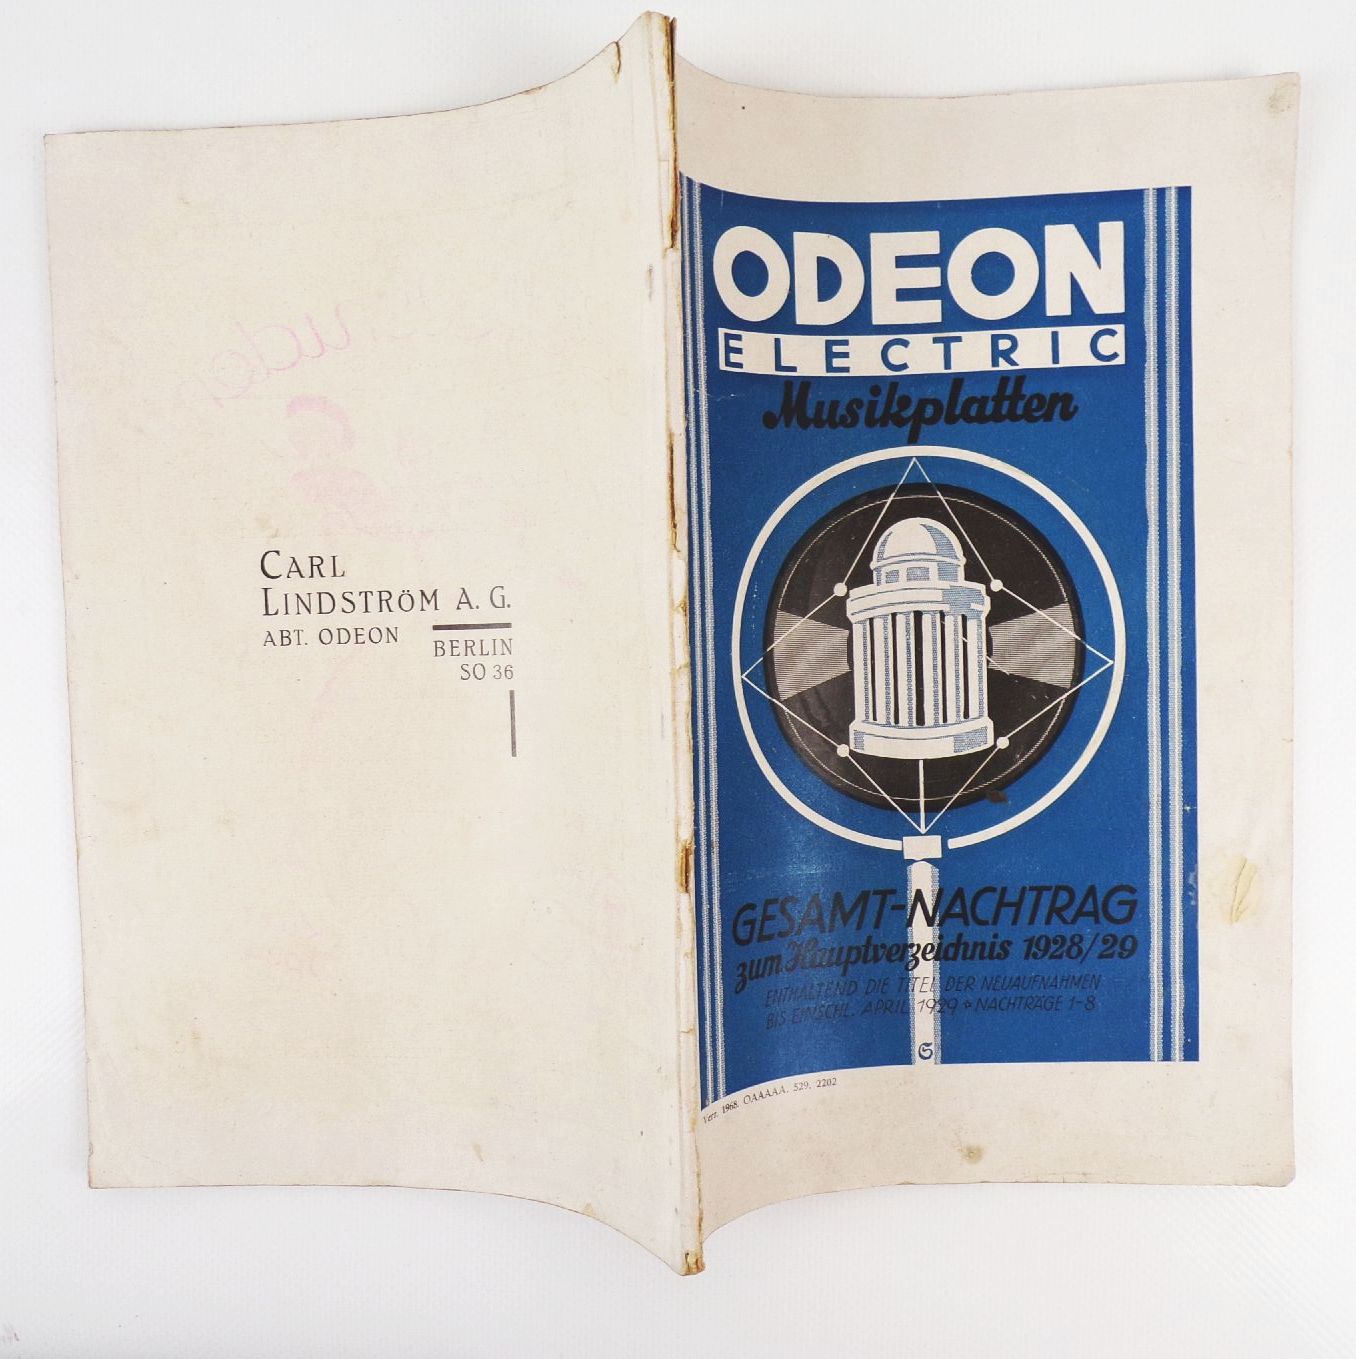 CARL
LINDSTRÖM A. G.
ABT. ODEON
BERLIN
SO 36
ODEON
ELECTRIC
Musikplatten
GESAMT-NACHTRAG
zum Hauptverzeichnis 1928/29
ENTHALTEND DIE TITEL DER NEUAUFNAHMEN
BIS EINSCHL. APRIL 1929 * NACHTRÄGE 1-8
Verz. 1968. OAAAAA. 529. 2202